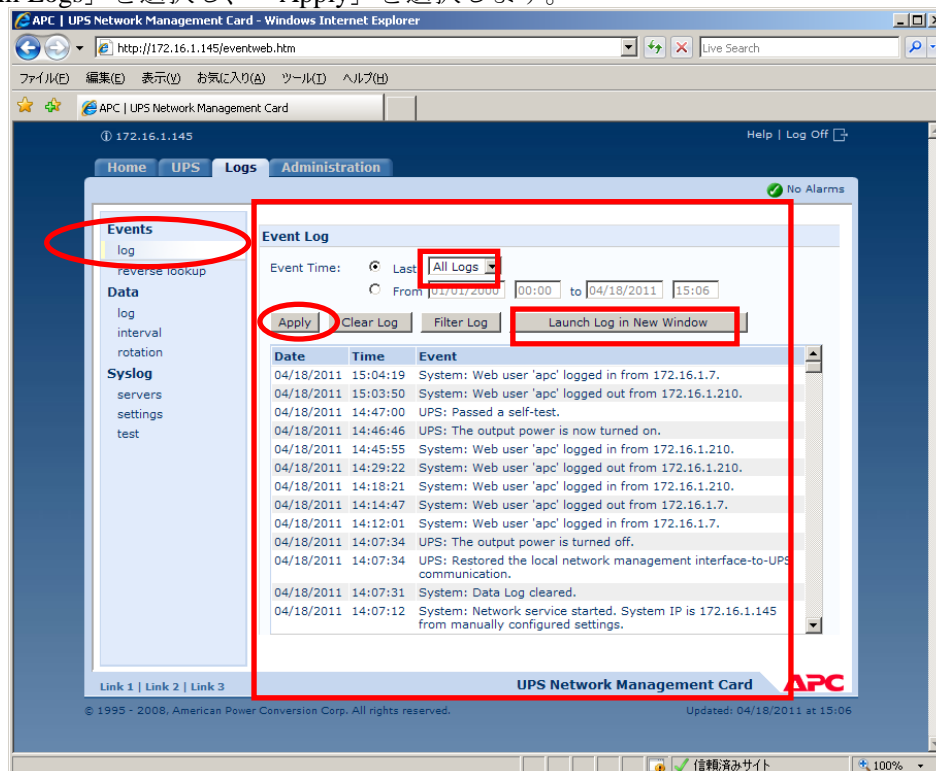 Logs」を選択し、「Apply」を選択します。
APC | UPS Network Management Card - Windows Internet Explorer
http://172.16.1.145/eventweb.htm
Live Search
ファイル(F) 編集(E) 表示(V) お気に入り(A) ツール(T) ヘルプ(H)
APC | UPS Network Management Card
172.16.1.145
Help | Log Off
Home UPS Logs Administration
No Alarms
Events
log
reverse lookup
Data
log
interval
rotation
Syslog
servers
settings
test
Event Log
Event Time: Last All Logs
From 01/01/2000 00:00 to 04/18/2011 15:06
Apply Clear Log Filter Log Launch Log in New Window
Date Time Event
04/18/2011 15:04:19 System: Web user 'apc' logged in from 172.16.1.7.
04/18/2011 15:03:50 System: Web user 'apc' logged out from 172.16.1.210.
04/18/2011 14:47:00 UPS: Passed a self-test.
04/18/2011 14:46:46 UPS: The output power is now turned on.
04/18/2011 14:45:55 System: Web user 'apc' logged in from 172.16.1.210.
04/18/2011 14:29:22 System: Web user 'apc' logged out from 172.16.1.210.
04/18/2011 14:18:21 System: Web user 'apc' logged in from 172.16.1.210.
04/18/2011 14:14:47 System: Web user 'apc' logged out from 172.16.1.7.
04/18/2011 14:12:01 System: Web user 'apc' logged in from 172.16.1.7.
04/18/2011 14:07:34 UPS: The output power is turned off.
04/18/2011 14:07:34 UPS: Restored the local network management interface-to-UPS
communication.
04/18/2011 14:07:31 System: Data Log cleared.
04/18/2011 14:07:12 System: Network service started. System IP is 172.16.1.145
from manually configured settings.
Link 1 | Link 2 | Link 3
UPS Network Management Card
APC
© 1995 - 2008, American Power Conversion Corp. All rights reserved.
Updated: 04/18/2011 at 15:06
信頼済みサイト
100%